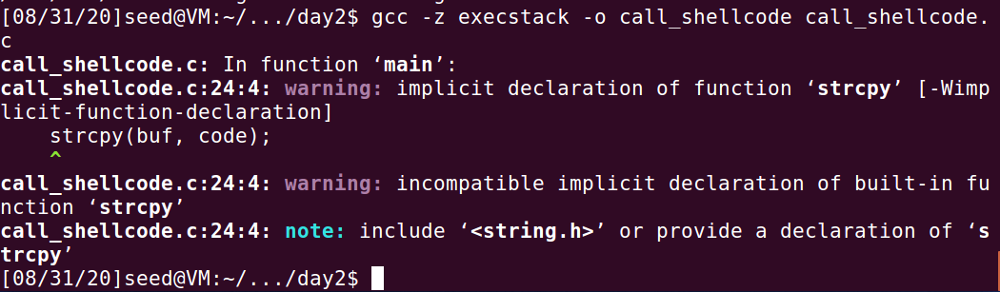 [08/31/20]seed@VM:~/.../day2$ gcc -z execstack -o call_shellcode call_shellcode.
c
call_shellcode.c: In function ‘main’:
call_shellcode.c:24:4: warning: implicit declaration of function ‘strcpy’ [-Wimp
licit-function-declaration]
    strcpy(buf, code);
    ^
call_shellcode.c:24:4: warning: incompatible implicit declaration of built-in fu
nction ‘strcpy’
call_shellcode.c:24:4: note: include ‘<string.h>’ or provide a declaration of ‘s
trcpy’
[08/31/20]seed@VM:~/.../day2$